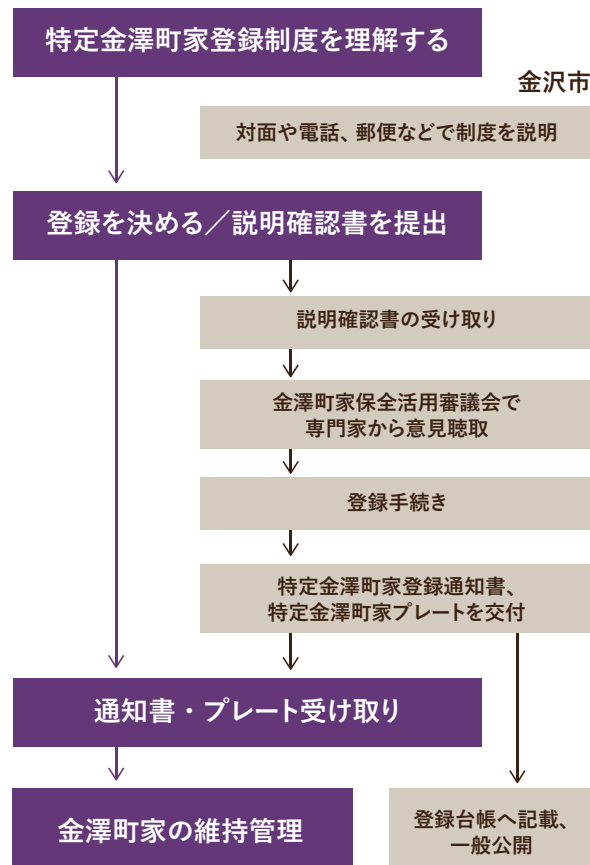 特定金澤町家登録制度を理解する
金沢市
対面や電話、郵便などで制度を説明
登録を決める／説明確認書を提出
説明確認書の受け取り
金澤町家保全活用審議会で
専門家から意見聴取
登録手続き
特定金澤町家登録通知書、
特定金澤町家プレートを交付
通知書・プレート受け取り
金澤町家の維持管理
登録台帳へ記載、
一般公開